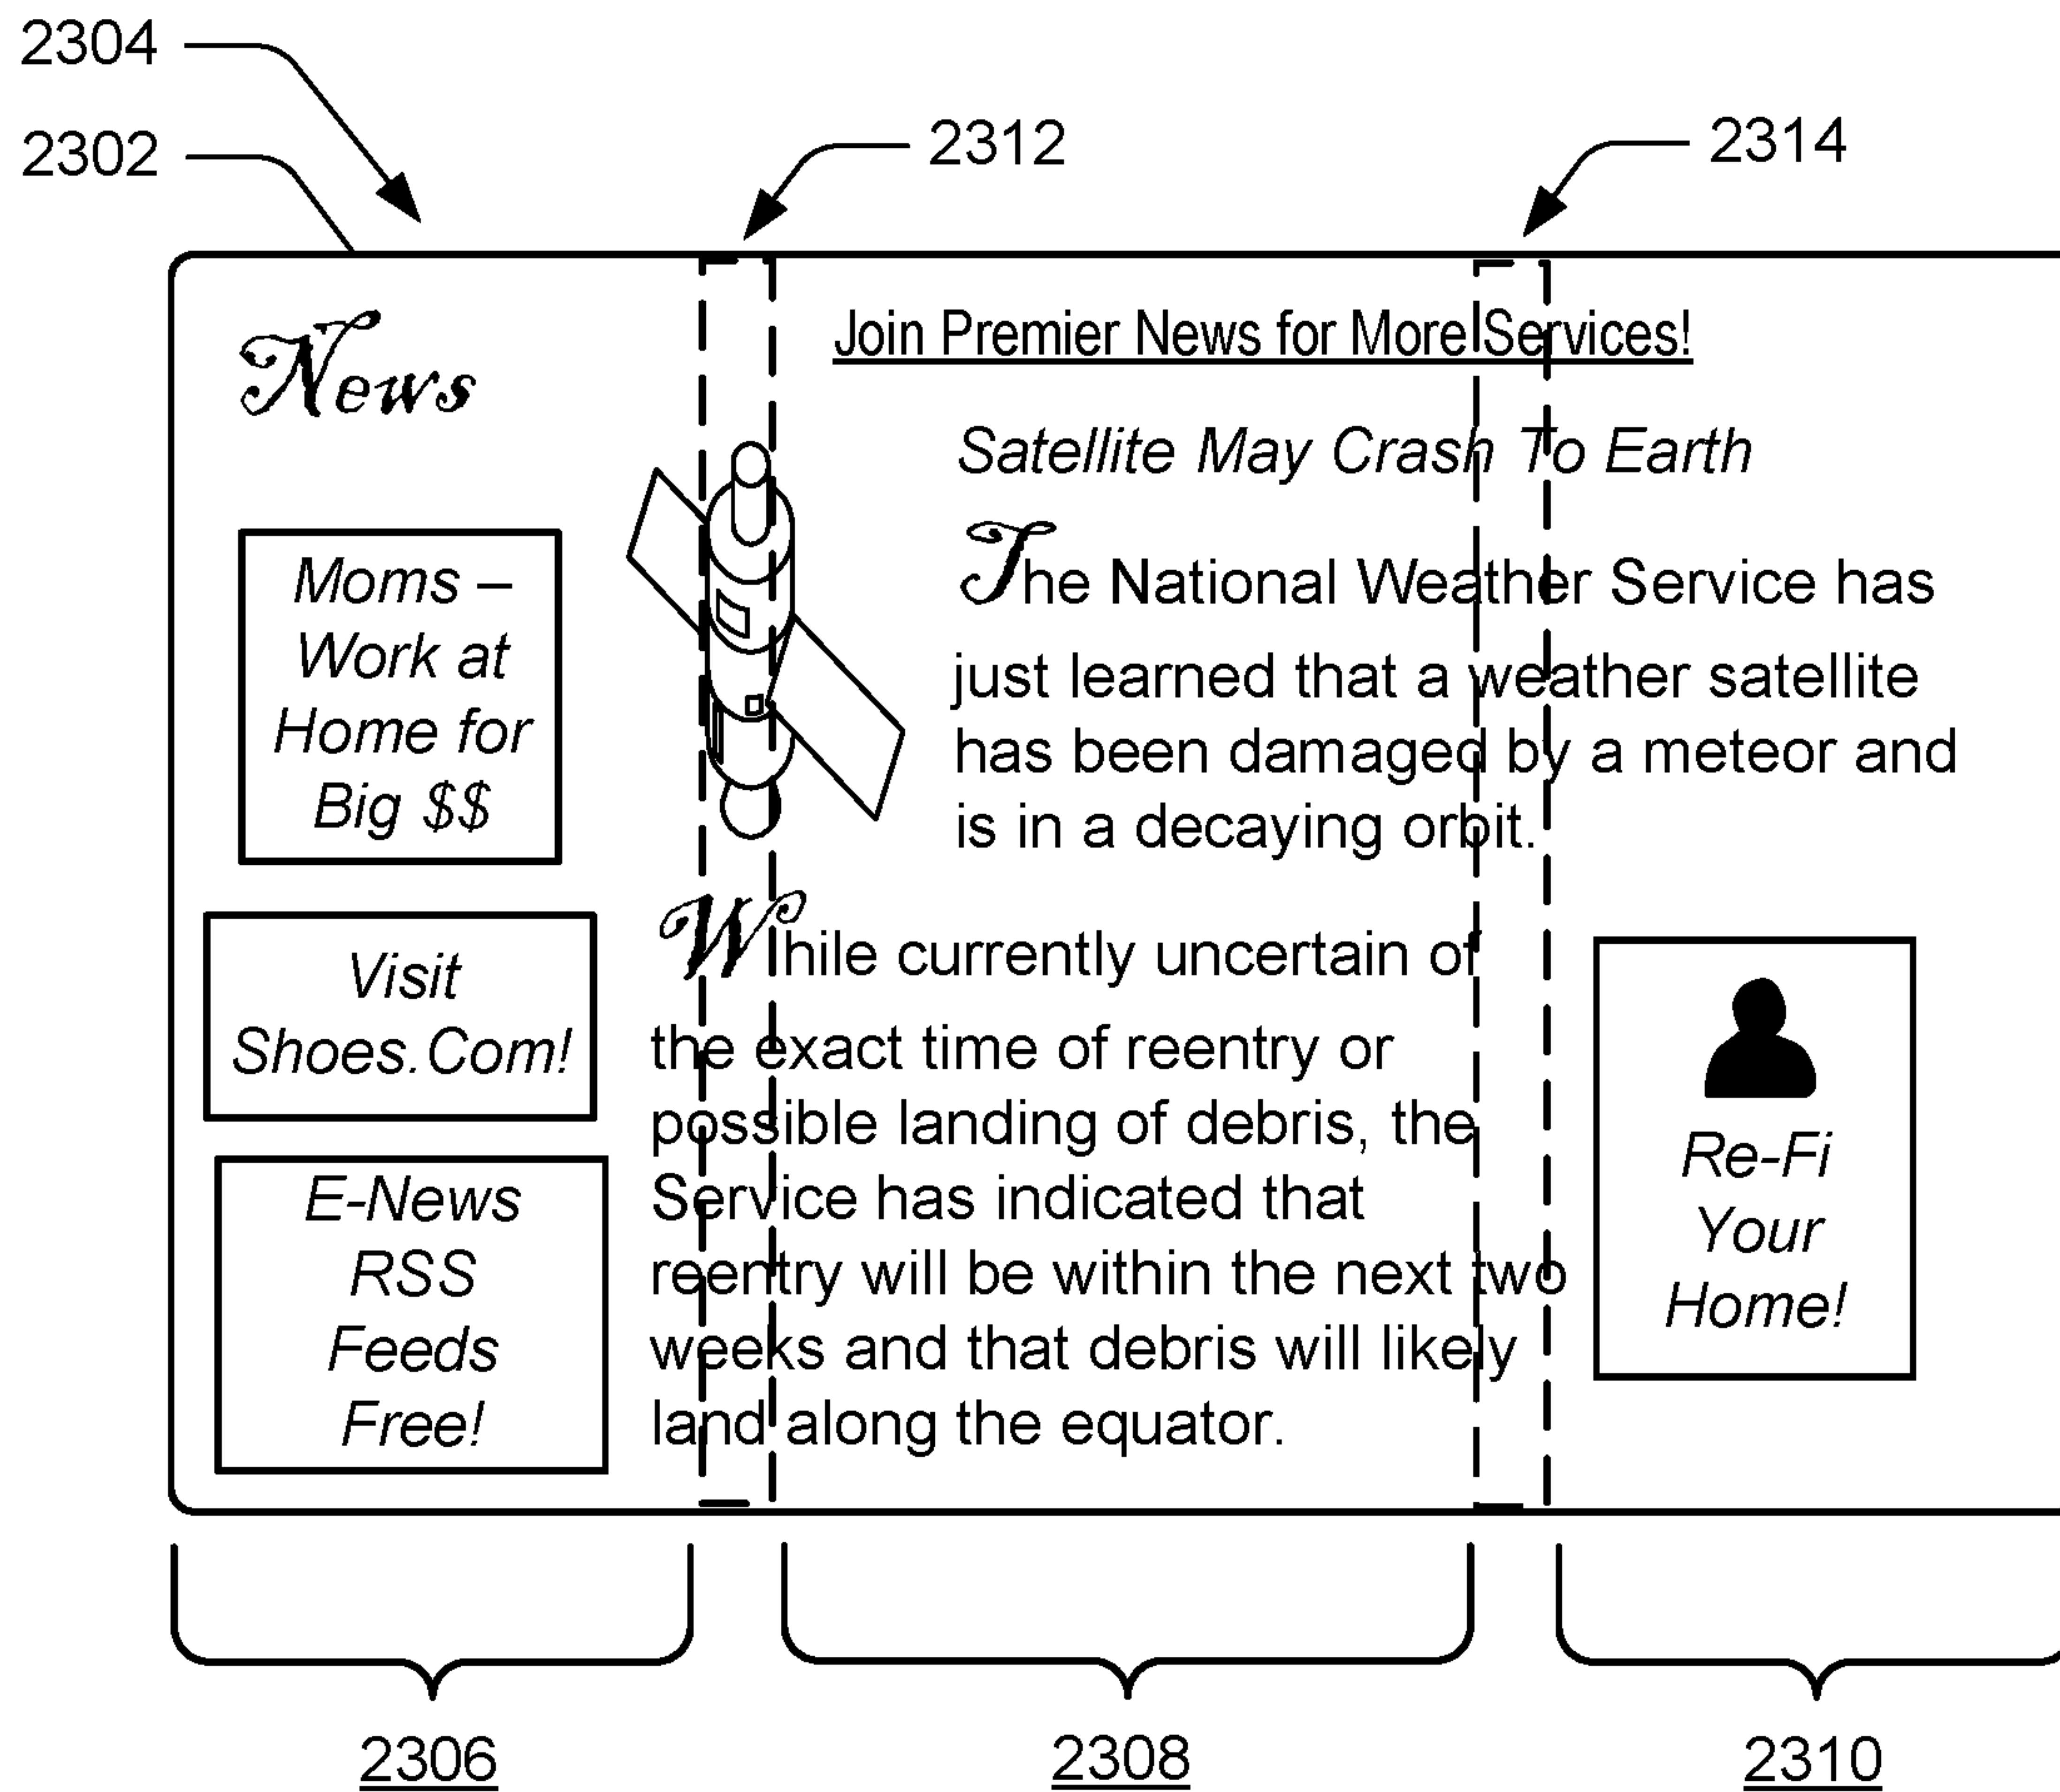 2304
2302
2312
2314
News
Join Premier News for More Services!
Satellite May Crash To Earth
The National Weather Service has
just learned that a weather satellite
has been damaged by a meteor and
is in a decaying orbit.
Moms –
Work at
Home for
Big $$
Visit
Shoes.Com!
E-News
RSS
Feeds
Free!
While currently uncertain of
the exact time of reentry or
possible landing of debris, the
Service has indicated that
reentry will be within the next two
weeks and that debris will likely
land along the equator.
Re-Fi
Your
Home!
2306
2308
2310